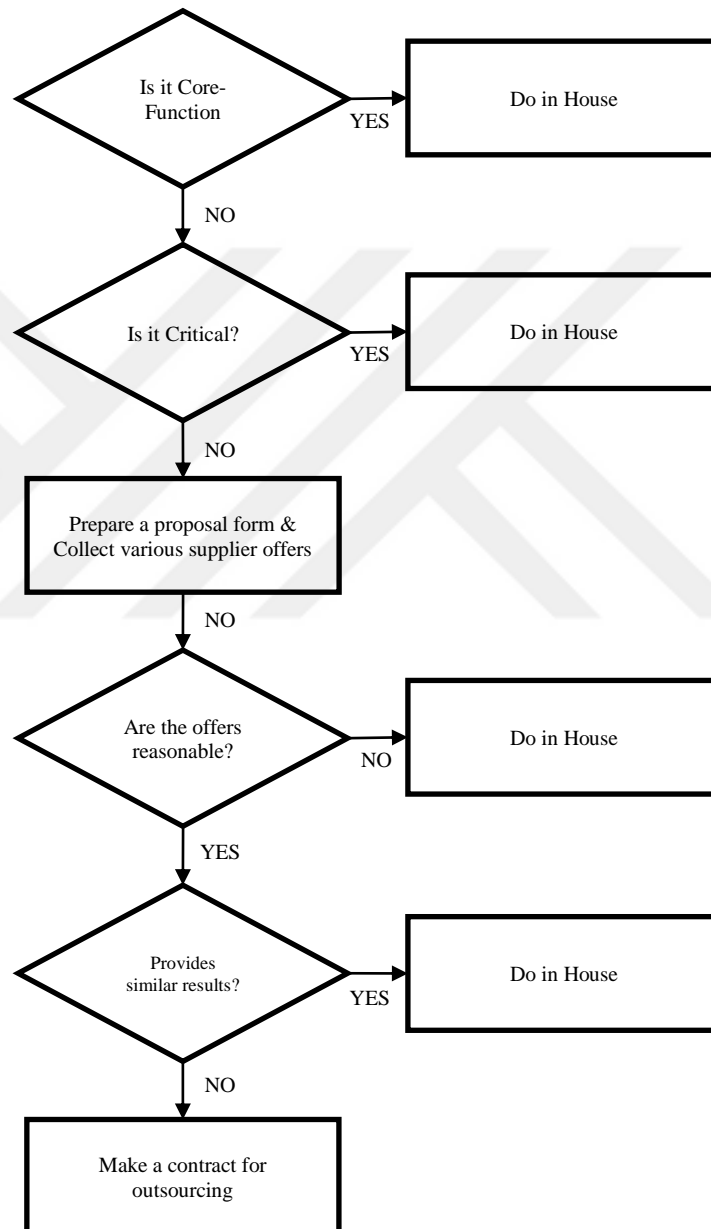 Is it Core-
Function
YES
Do in House
NO
Is it Critical?
YES
Do in House
NO
Prepare a proposal form &
Collect various supplier offers
NO
Are the offers
reasonable?
NO
Do in House
YES
Provides
similar results?
YES
Do in House
NO
Make a contract for
outsourcing